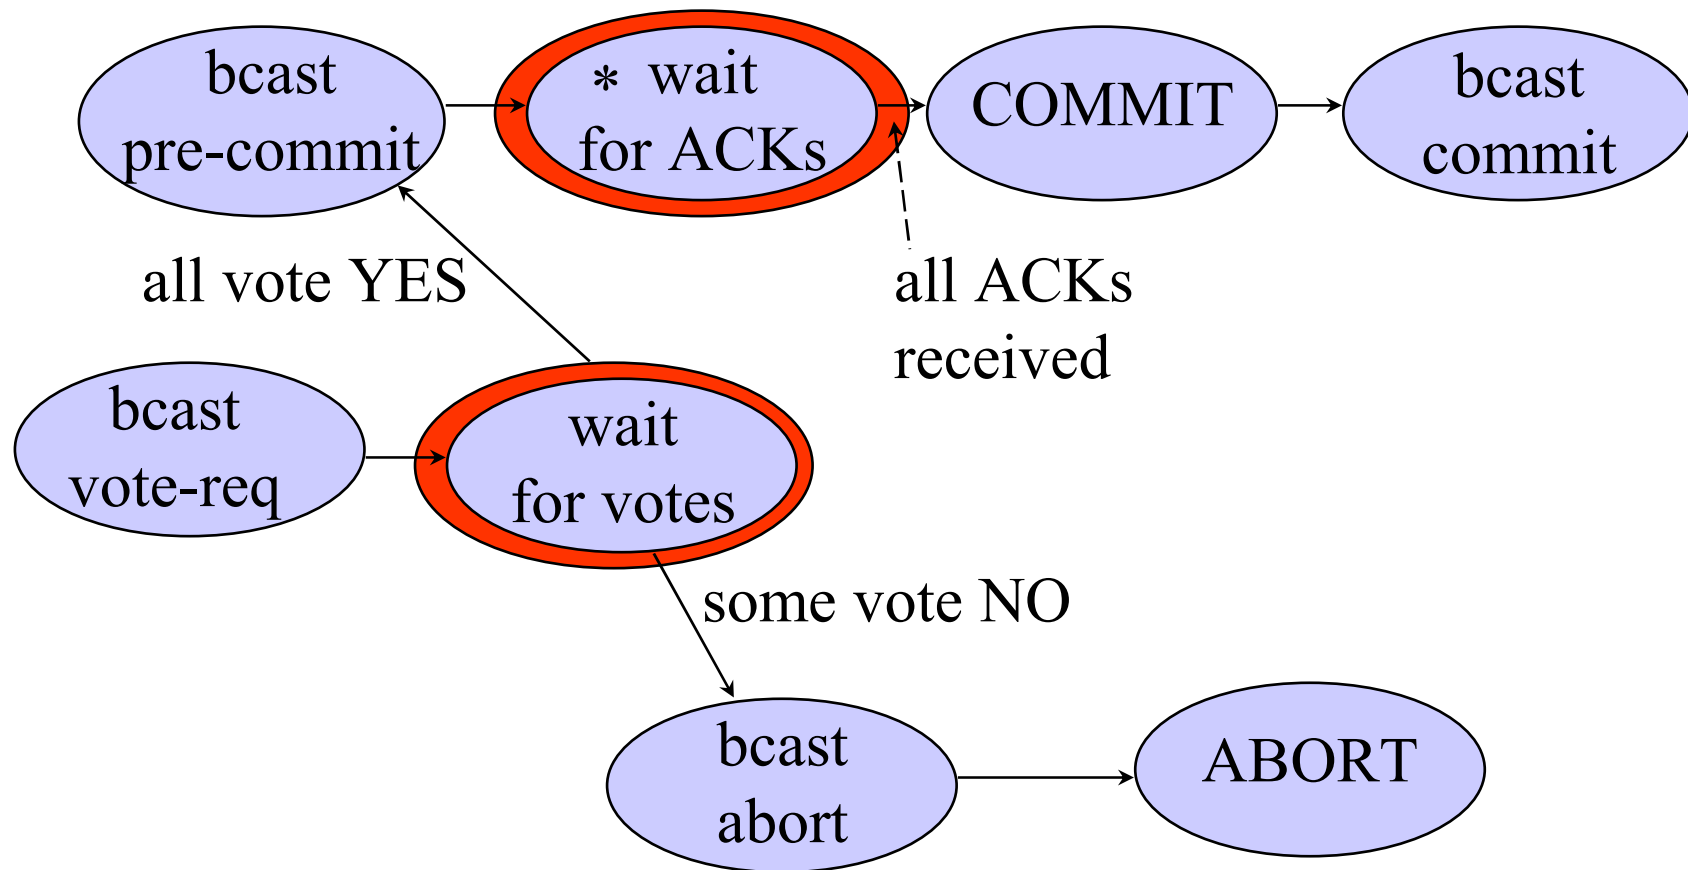 bcast
pre-commit
* wait
for ACKs
COMMIT
bcast
commit
all vote YES
all ACKs
received
bcast
vote-req
wait
for votes
some vote NO
bcast
abort
ABORT